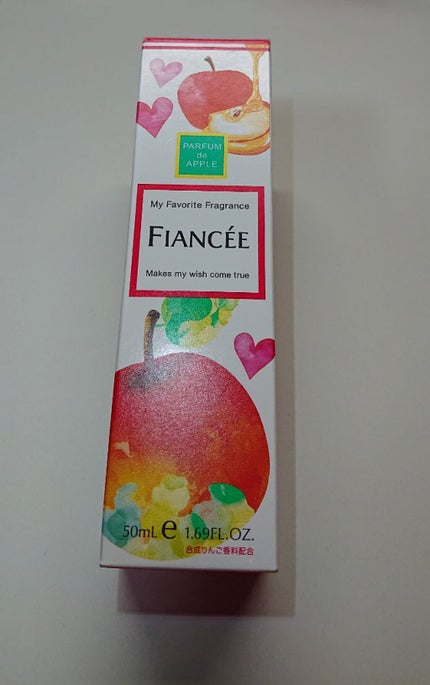 PARFUM
de
APPLE
My Favorite Fragrance
FIANCÉE
Makes my wish come true
50mL e 1.69FL.OZ.
合成りんご香料配合